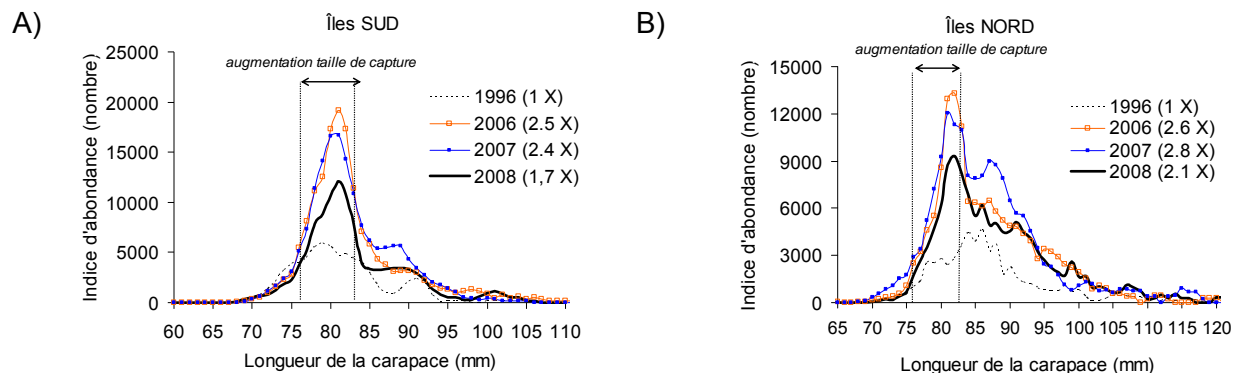 A)
Îles SUD
augmentation taille de capture
Indice d'abondance (nombre)
25000
20000
15000
10000
5000
0
60 65 70 75 80 85 90 95 100 105 110
Longueur de la carapace (mm)
1996 (1 X)
2006 (2.5 X)
2007 (2.4 X)
2008 (1,7 X)
B)
Îles NORD
augmentation taille de capture
Indice d'abondance (nombre)
15000
12000
9000
6000
3000
0
65 70 75 80 85 90 95 100 105 110 115 120
Longueur de la carapace (mm)
1996 (1 X)
2006 (2.6 X)
2007 (2.8 X)
2008 (2.1 X)